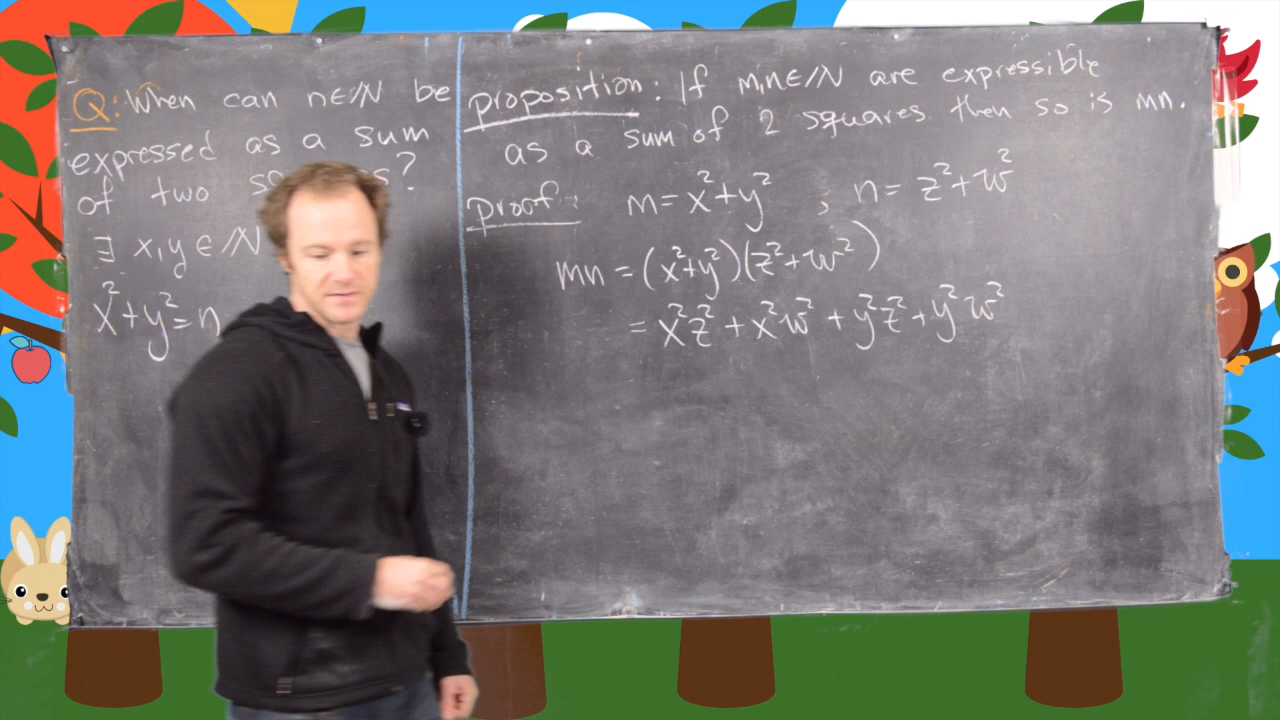 Q: When can n∈ℕ be
expressed as a sum
of two s?
∃ x,y ∈ ℕ
x²+y²=n
proposition: If m,n∈ℕ are expressible
as a sum of 2 squares then so is mn.
proof: m=x²+y² ; n=z²+w²
mn=(x²+y²)(z²+w²)
=x²z²+x²w²+y²z²+y²w²